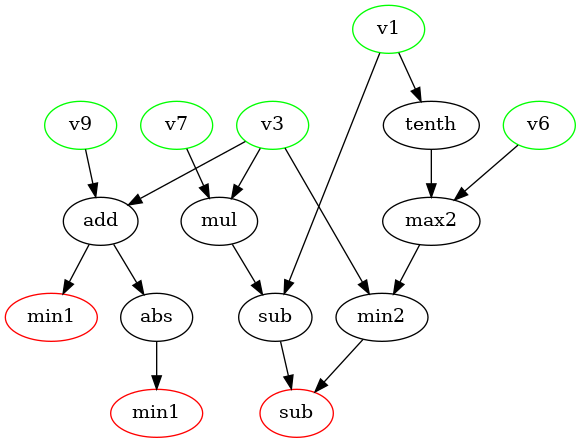 v1
v9
v7
v3
tenth
v6
add
mul
max2
min1
abs
sub
min2
min1
sub